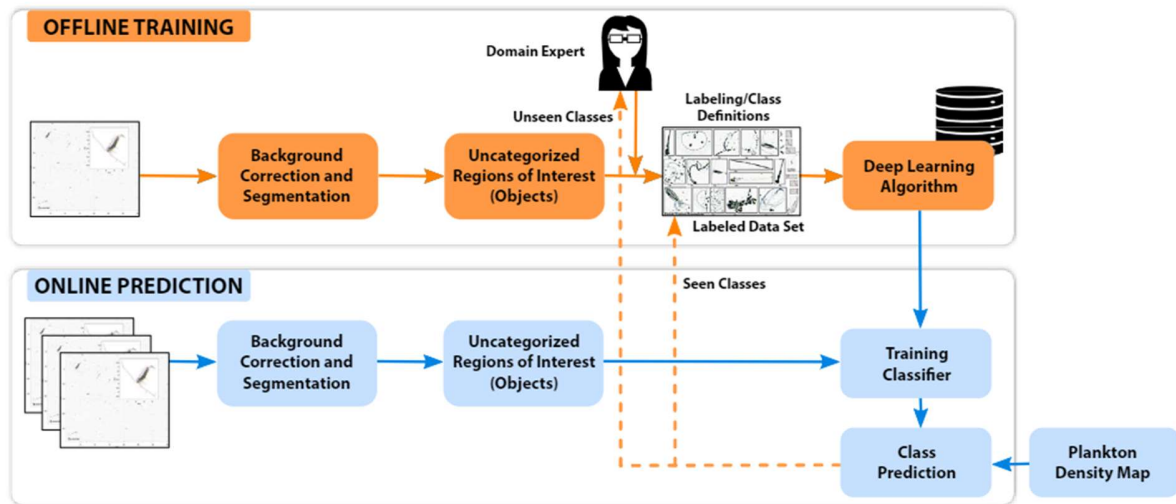 OFFLINE TRAINING
Domain Expert
Unseen Classes
Labeling/Class
Definitions
Background
Correction and
Segmentation
Uncategorized
Regions of Interest
(Objects)
Deep Learning
Algorithm
Labeled Data Set
ONLINE PREDICTION
Seen Classes
Background
Correction and
Segmentation
Uncategorized
Regions of Interest
(Objects)
Training
Classifier
Class
Prediction
Plankton
Density Map